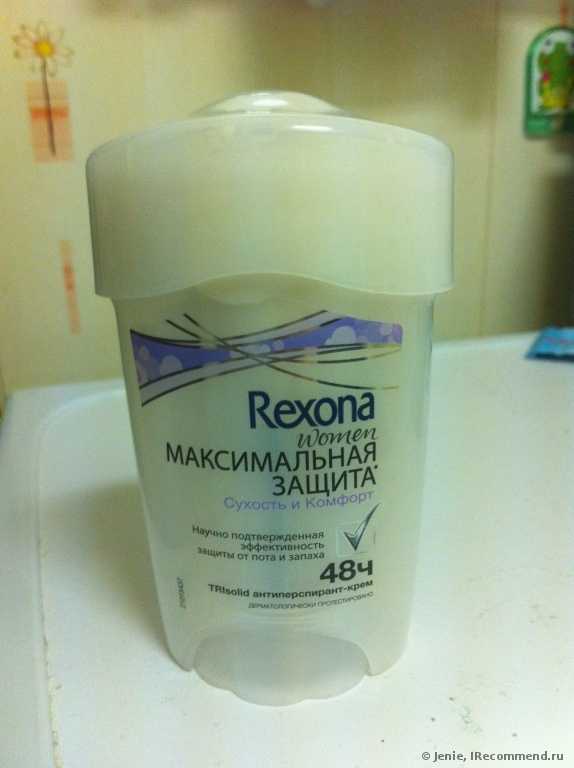 Rexona
women
МАКСИМАЛЬНАЯ
ЗАЩИТА*
Сухость и Комфорт
Научно подтвержденная
эффективность
защиты от пота и запаха
48ч
TRIsolid антиперспирант-крем
ДЕРМАТОЛОГИЧЕСКИ ПРОТЕСТИРОВАНО
© Jenie, IRecommend.ru